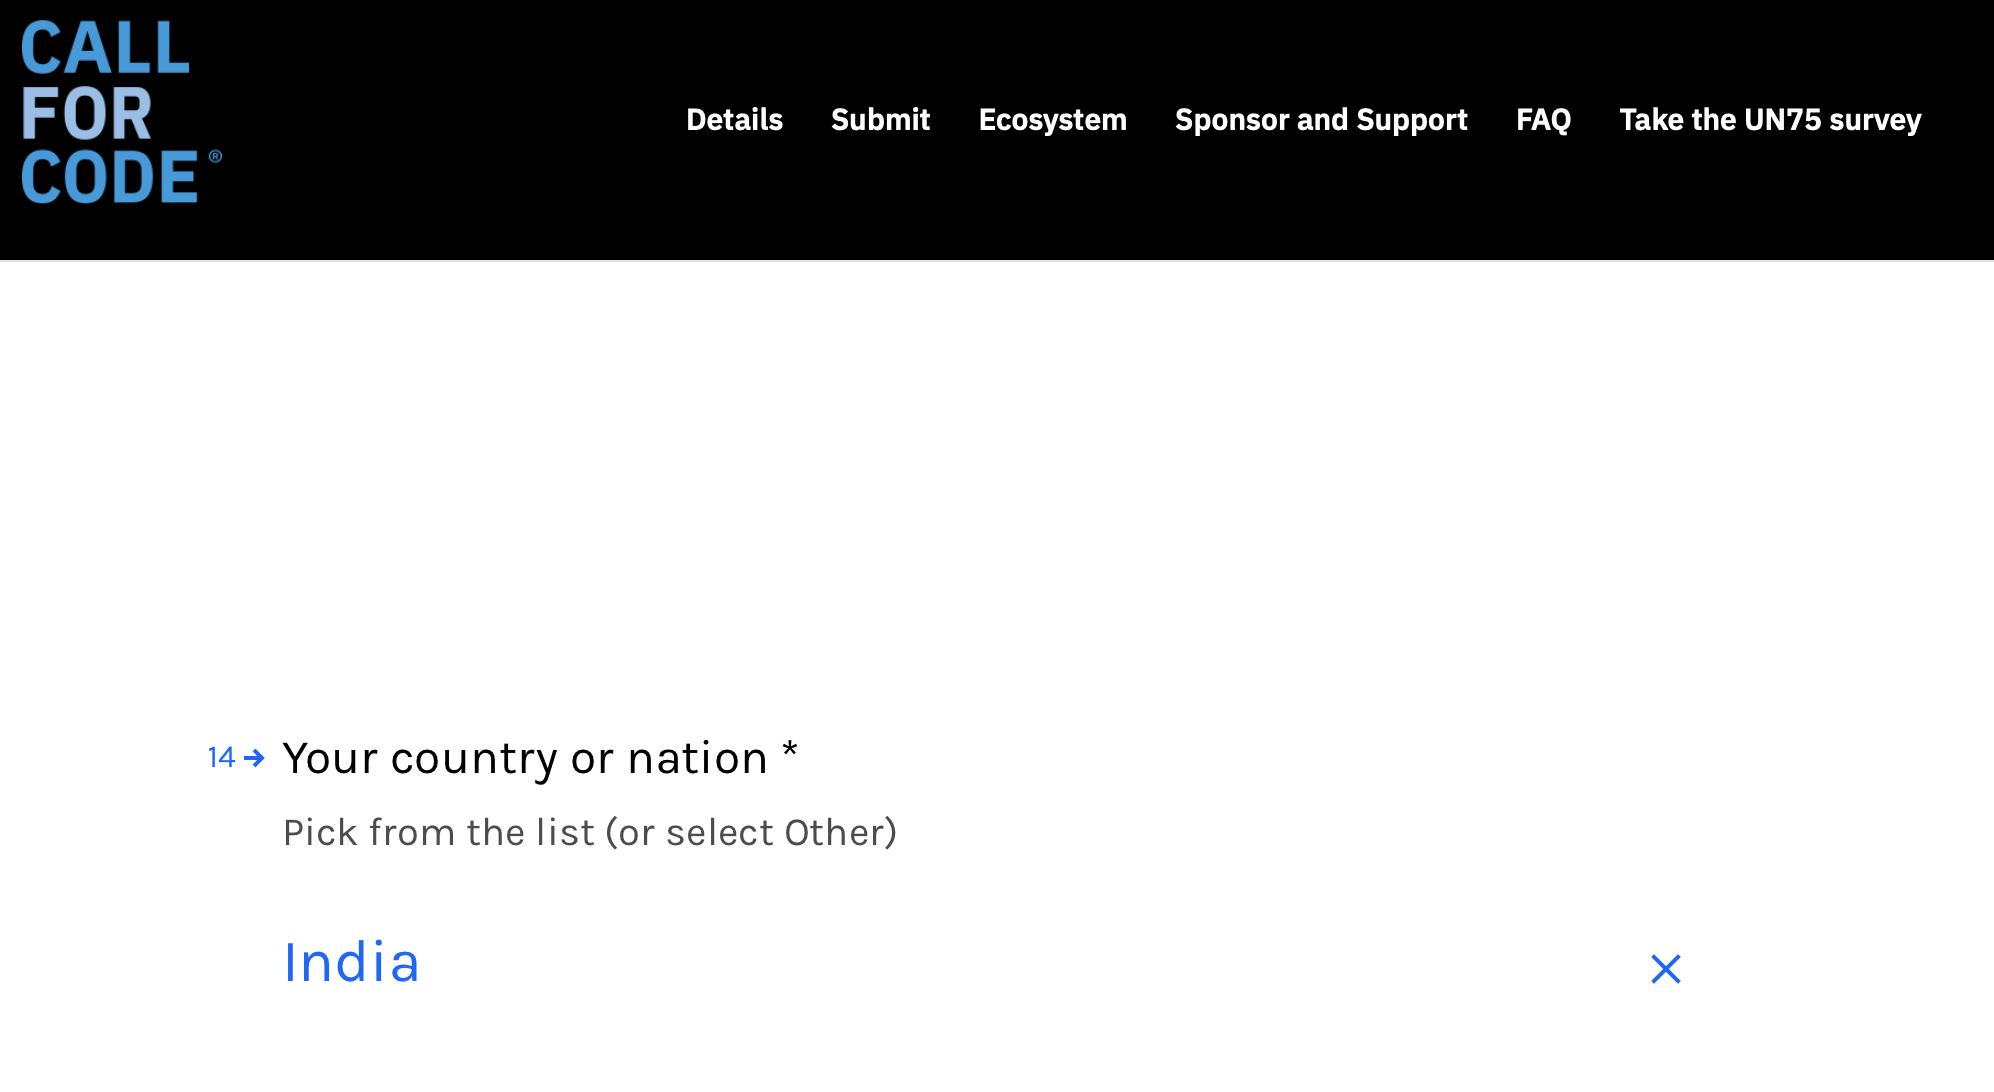 CALL
FOR
CODE®
Details Submit Ecosystem Sponsor and Support FAQ Take the UN75 survey
14 → Your country or nation *
Pick from the list (or select Other)
India